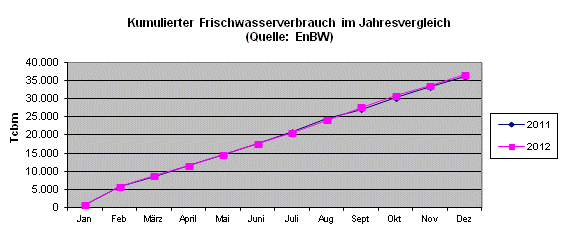 Kumulierter Frischwasserverbrauch im Jahresvergleich
(Quelle: EnBW)
Tcbm
40.000
35.000
30.000
25.000
20.000
15.000
10.000
5.000
0
Jan Feb März April Mai Juni Juli Aug Sept Okt Nov Dez
2011
2012